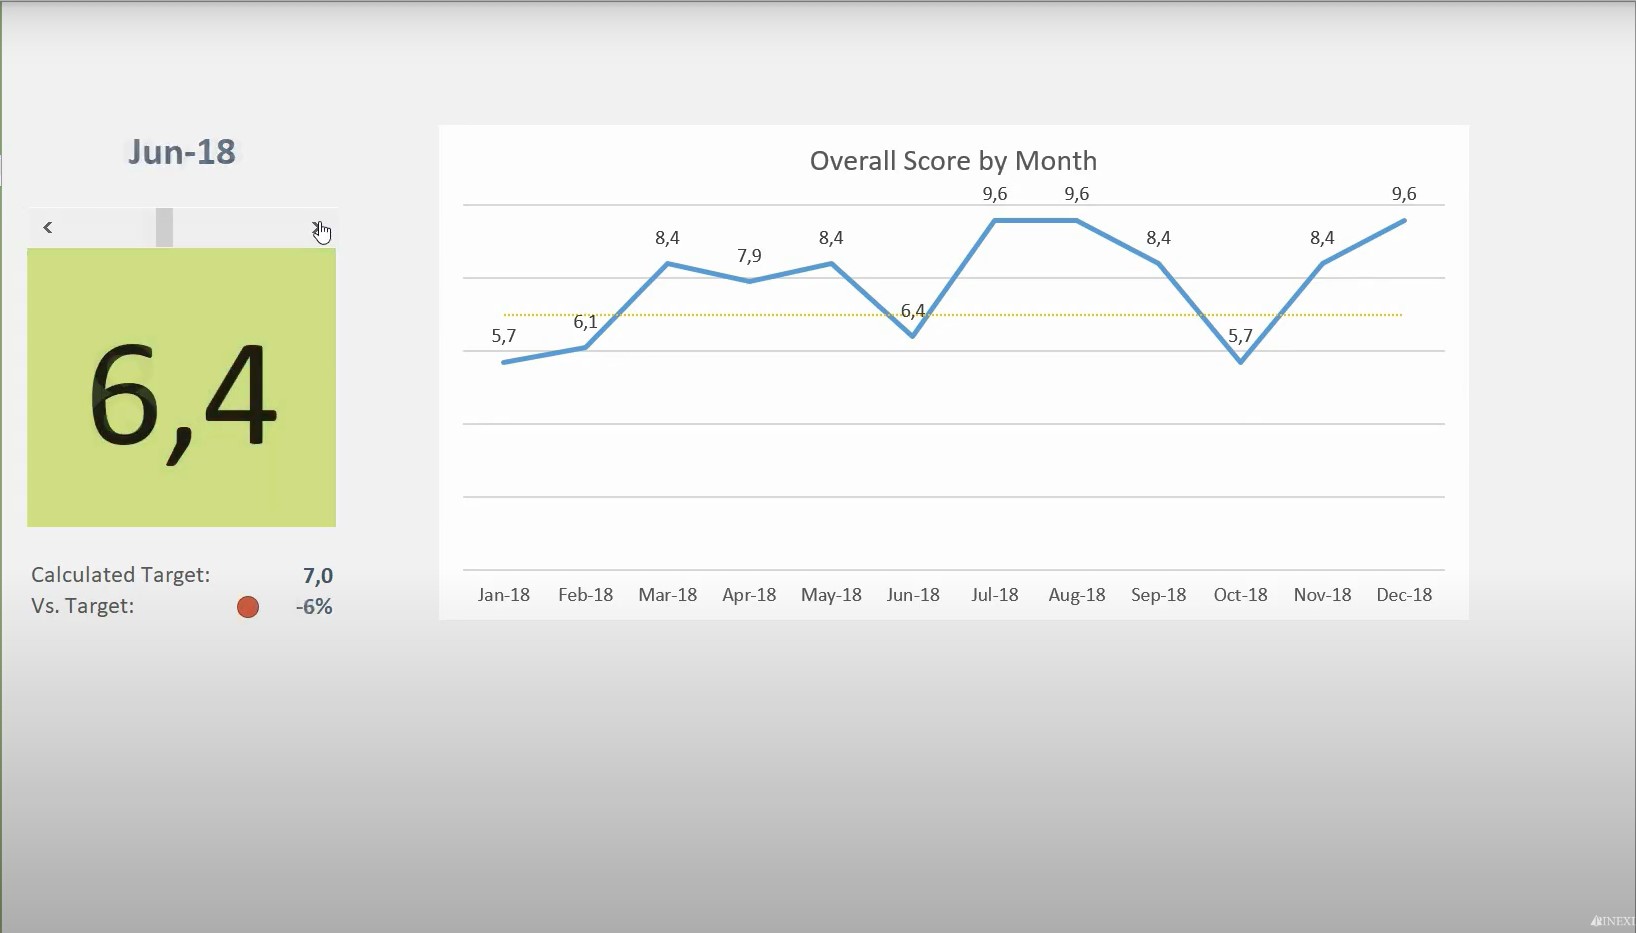 Jun-18
6,4
Calculated Target: 7,0
Vs. Target: -6%
Overall Score by Month
5,7
6,1
8,4
7,9
8,4
6,4
9,6
9,6
8,4
5,7
8,4
9,6
Jan-18 Feb-18 Mar-18 Apr-18 May-18 Jun-18 Jul-18 Aug-18 Sep-18 Oct-18 Nov-18 Dec-18